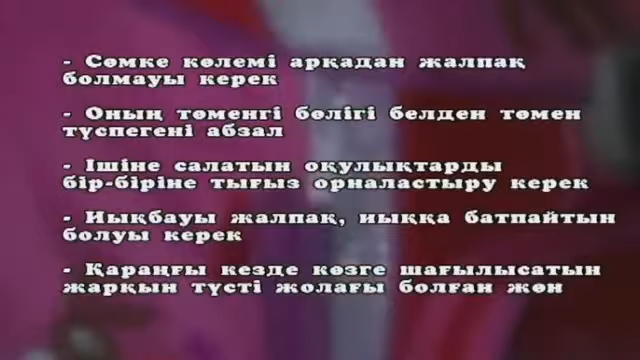 - Сөмке көлемі арқадан жалпақ
болмауы керек
- Оның төменгі бөлігі белден төмен
түспегені абзал
- Ішіне салатын оқулықтарды
бір-біріне тығыз орналастыру керек
- Иықбауы жалпақ, иыққа батпайтын
болуы керек
- Қараңғы кезде көзге шағылысатын
жарқын түсті жолағы болған жөн